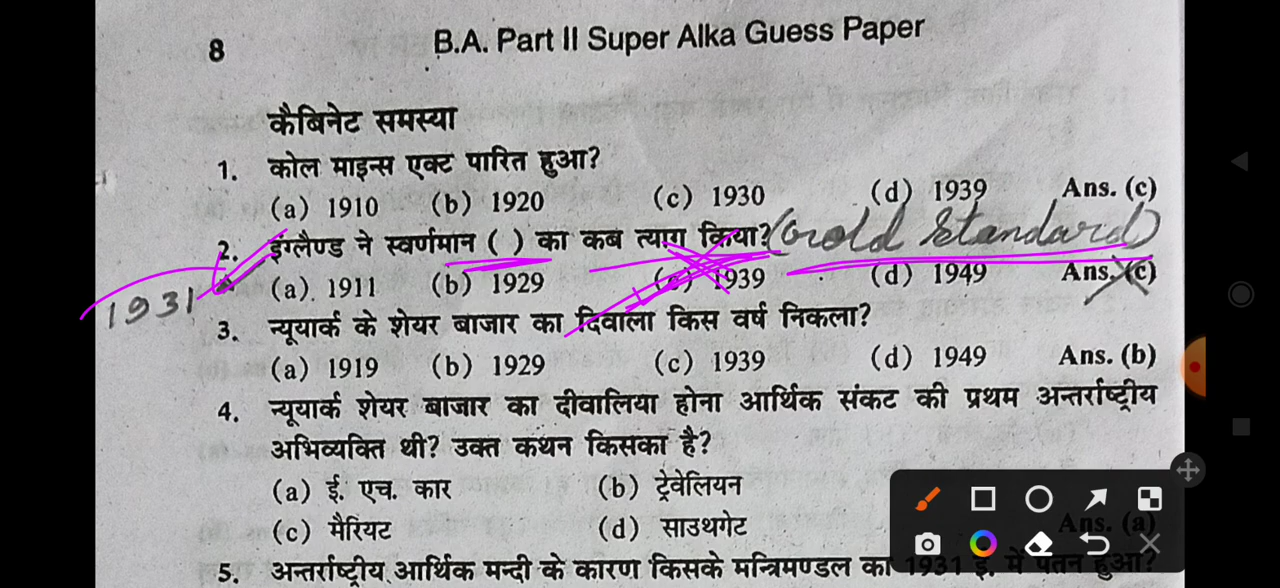 8 B.A. Part II Super Alka Guess Paper
कैबिनेट समस्या
1. कोल माइन्स एक्ट पारित हुआ?
(a) 1910 (b) 1920 (c) 1930 (d) 1939 Ans. (c)
2. इंग्लैण्ड ने स्वर्णमान ( ) का कब त्याग किया? (Gold Standard)
1931 (a) 1911 (b) 1929 (c) 1939 (d) 1949 Ans. (c)
3. न्यूयार्क के शेयर बाजार का दिवाला किस वर्ष निकला?
(a) 1919 (b) 1929 (c) 1939 (d) 1949 Ans. (b)
4. न्यूयार्क शेयर बाजार का दीवालिया होना आर्थिक संकट की प्रथम अन्तर्राष्ट्रीय
अभिव्यक्ति थी? उक्त कथन किसका है?
(a) ई. एच. कार (b) ट्रेवेलियन
(c) मैरियट (d) साउथगेट Ans. (a)
5. अन्तर्राष्ट्रीय आर्थिक मन्दी के कारण किसके मन्त्रिमण्डल का 1931 ई. में पतन हुआ?